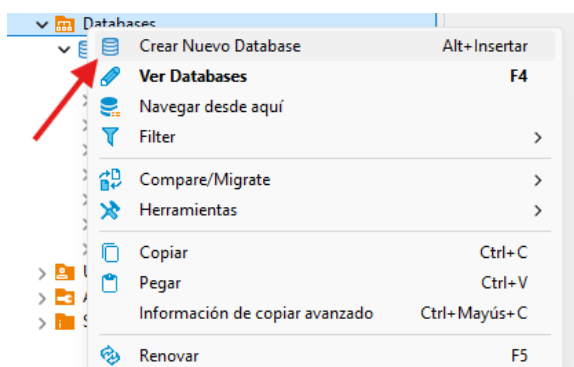 Databases
Crear Nuevo Database Alt+Insertar
Ver Databases F4
Navegar desde aquí
Filter
Compare/Migrate
Herramientas
Copiar Ctrl+C
Pegar Ctrl+V
Información de copiar avanzado Ctrl+Mayús+C
Renovar F5